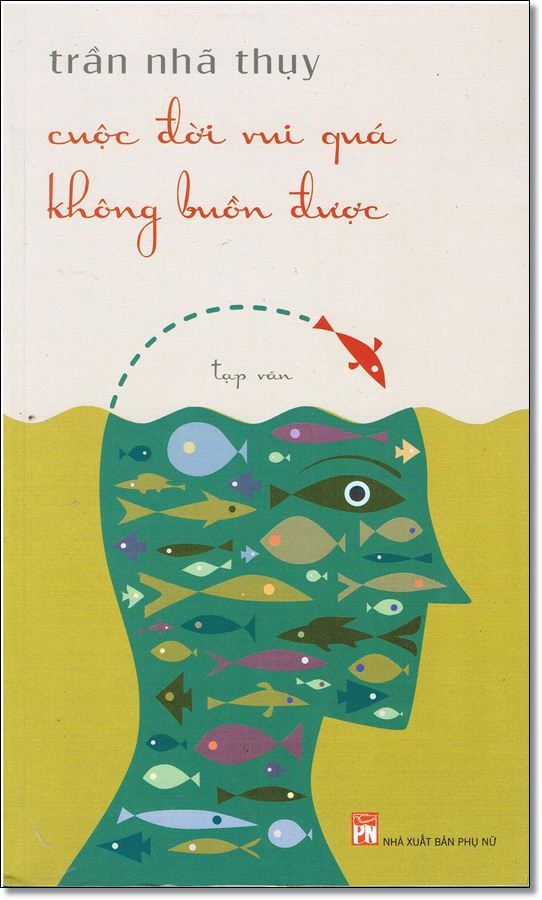 trần nhã thụy
cuộc đời vui quá
không buồn được
tạp văn
PN
NHÀ XUẤT BẢN PHỤ NỮ